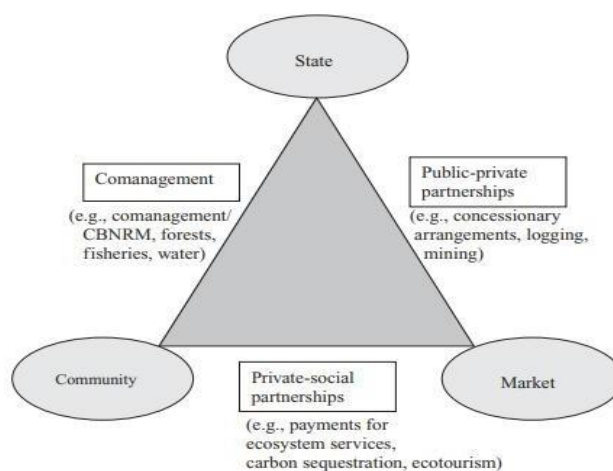 State
Comanagement
(e.g., comanagement/
CBNRM, forests,
fisheries, water)
Public-private
partnerships
(e.g., concessionary
arrangements, logging,
mining)
Community
Private-social
partnerships
(e.g., payments for
ecosystem services,
carbon sequestration, ecotourism)
Market